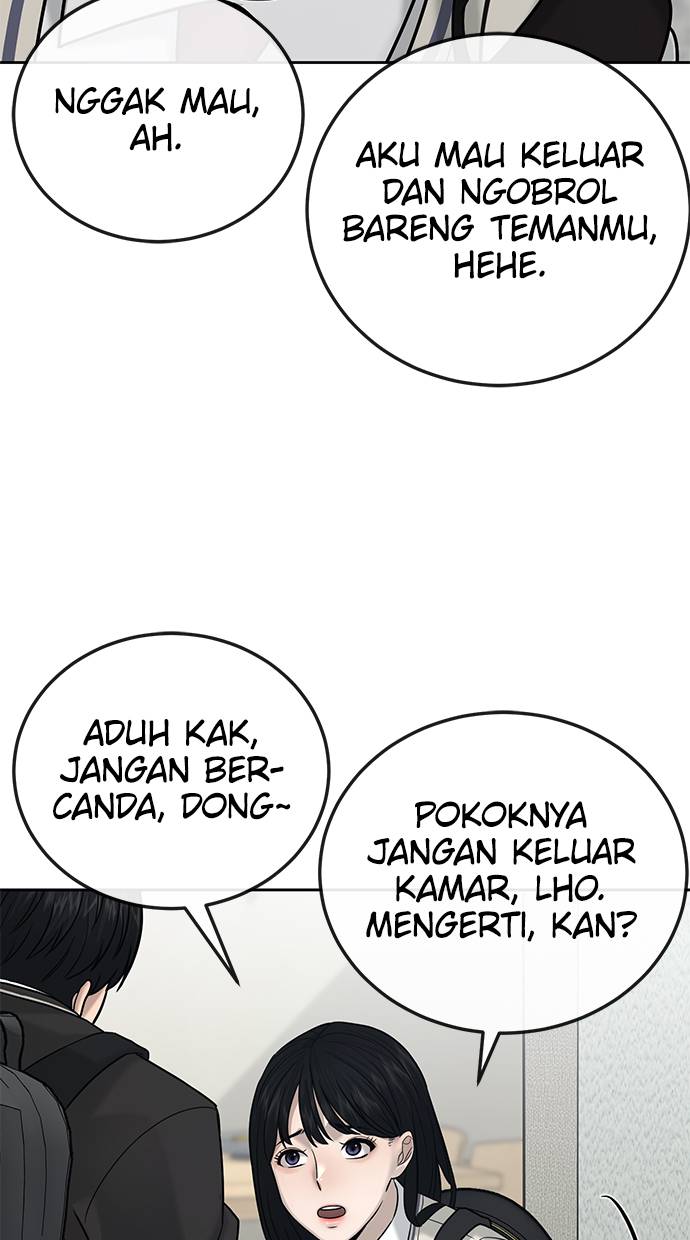 NGGAK MAU,
AH.
AKU MAU KELUAR
DAN NGOBROL
BARENG TEMANMU,
HEHE.
ADUH KAK,
JANGAN BER-
CANDA, DONG~
POKOKNYA
JANGAN KELUAR
KAMAR, LHO.
MENGERTI, KAN?